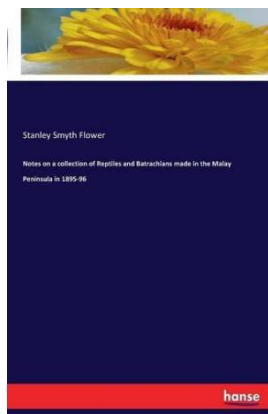 Stanley Smyth Flower
Notes on a collection of Reptiles and Batrachians made in the Malay
Peninsula in 1895-96
hanse